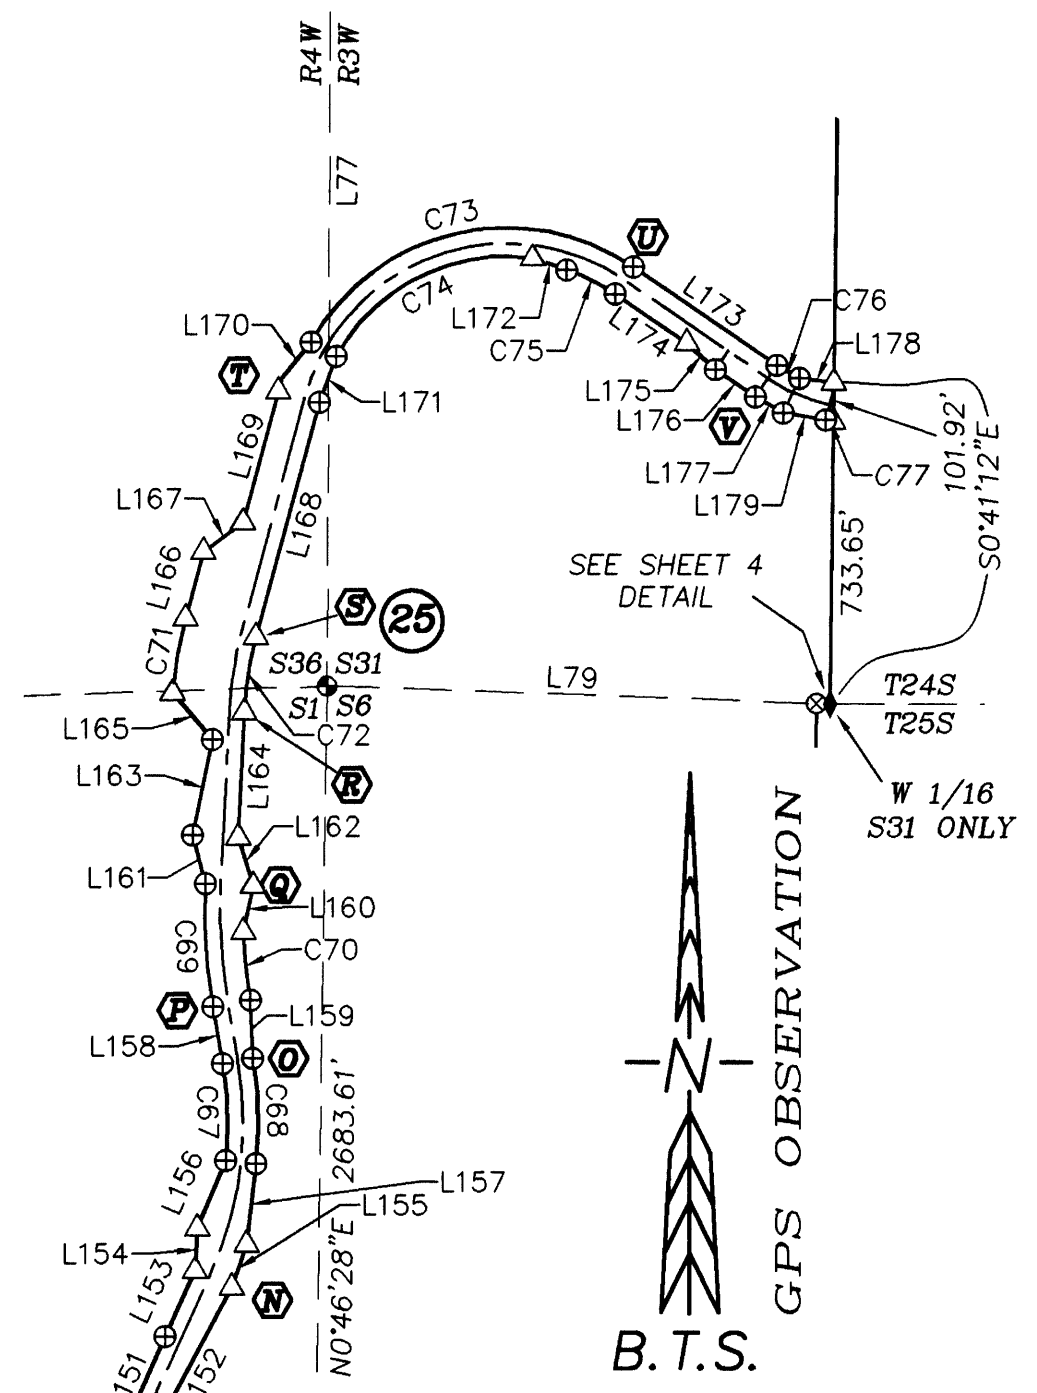 R4W
R3W
L77
C73
U
C74
L173
C76
L170
L172
L178
C75
L174
T
L175
L171
L176
V
101.92'
S0°41'12"E
L169
L177
C77
L179
L167
L168
SEE SHEET 4
DETAIL
733.65'
L166
S
25
C71
S36
S31
L79
T24S
S1
S6
T25S
L165
C72
L164
L163
R
W 1/16
S31 ONLY
L162
L161
Q
L160
C69
C70
P
L159
L158
O
C67
C68
N0°46'28"E 2683.61'
L156
L157
L155
L154
L153
N
151
152
N
GPS OBSERVATION
B.T.S.